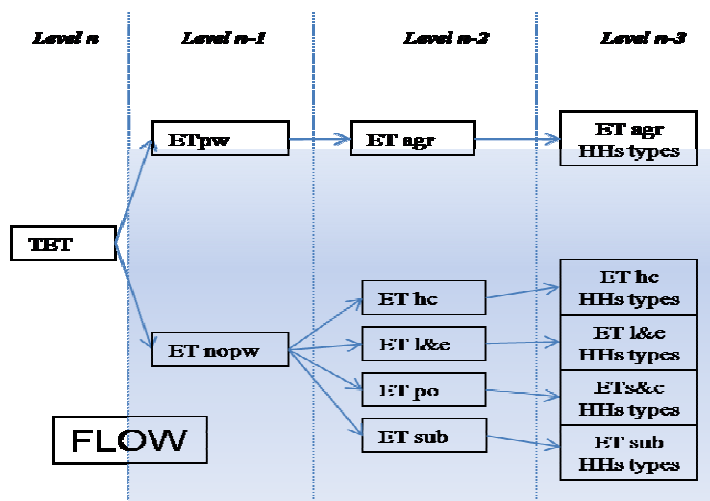 Level n
Level n-1
Level n-2
Level n-3
ETpw
ET agr
ET agr
HHs types
TET
ET nopw
ET hc
ET hc
HHs types
ET l&e
ET l&e
HHs types
ET po
ETs&c
HHs types
ET sub
ET sub
HHs types
FLOW